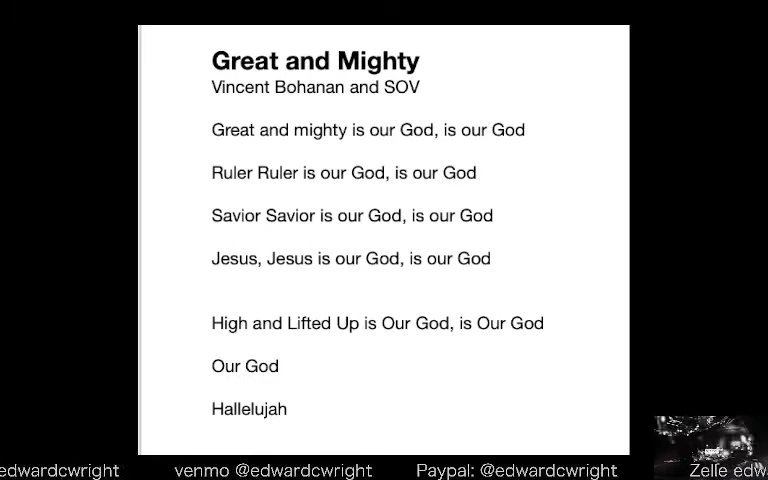 Great and Mighty
Vincent Bohanan and SOV
Great and mighty is our God, is our God
Ruler Ruler is our God, is our God
Savior Savior is our God, is our God
Jesus, Jesus is our God, is our God
High and Lifted Up is Our God, is Our God
Our God
Hallelujah
edwardcwright venmo @edwardcwright Paypal: @edwardcwright Zelle edw